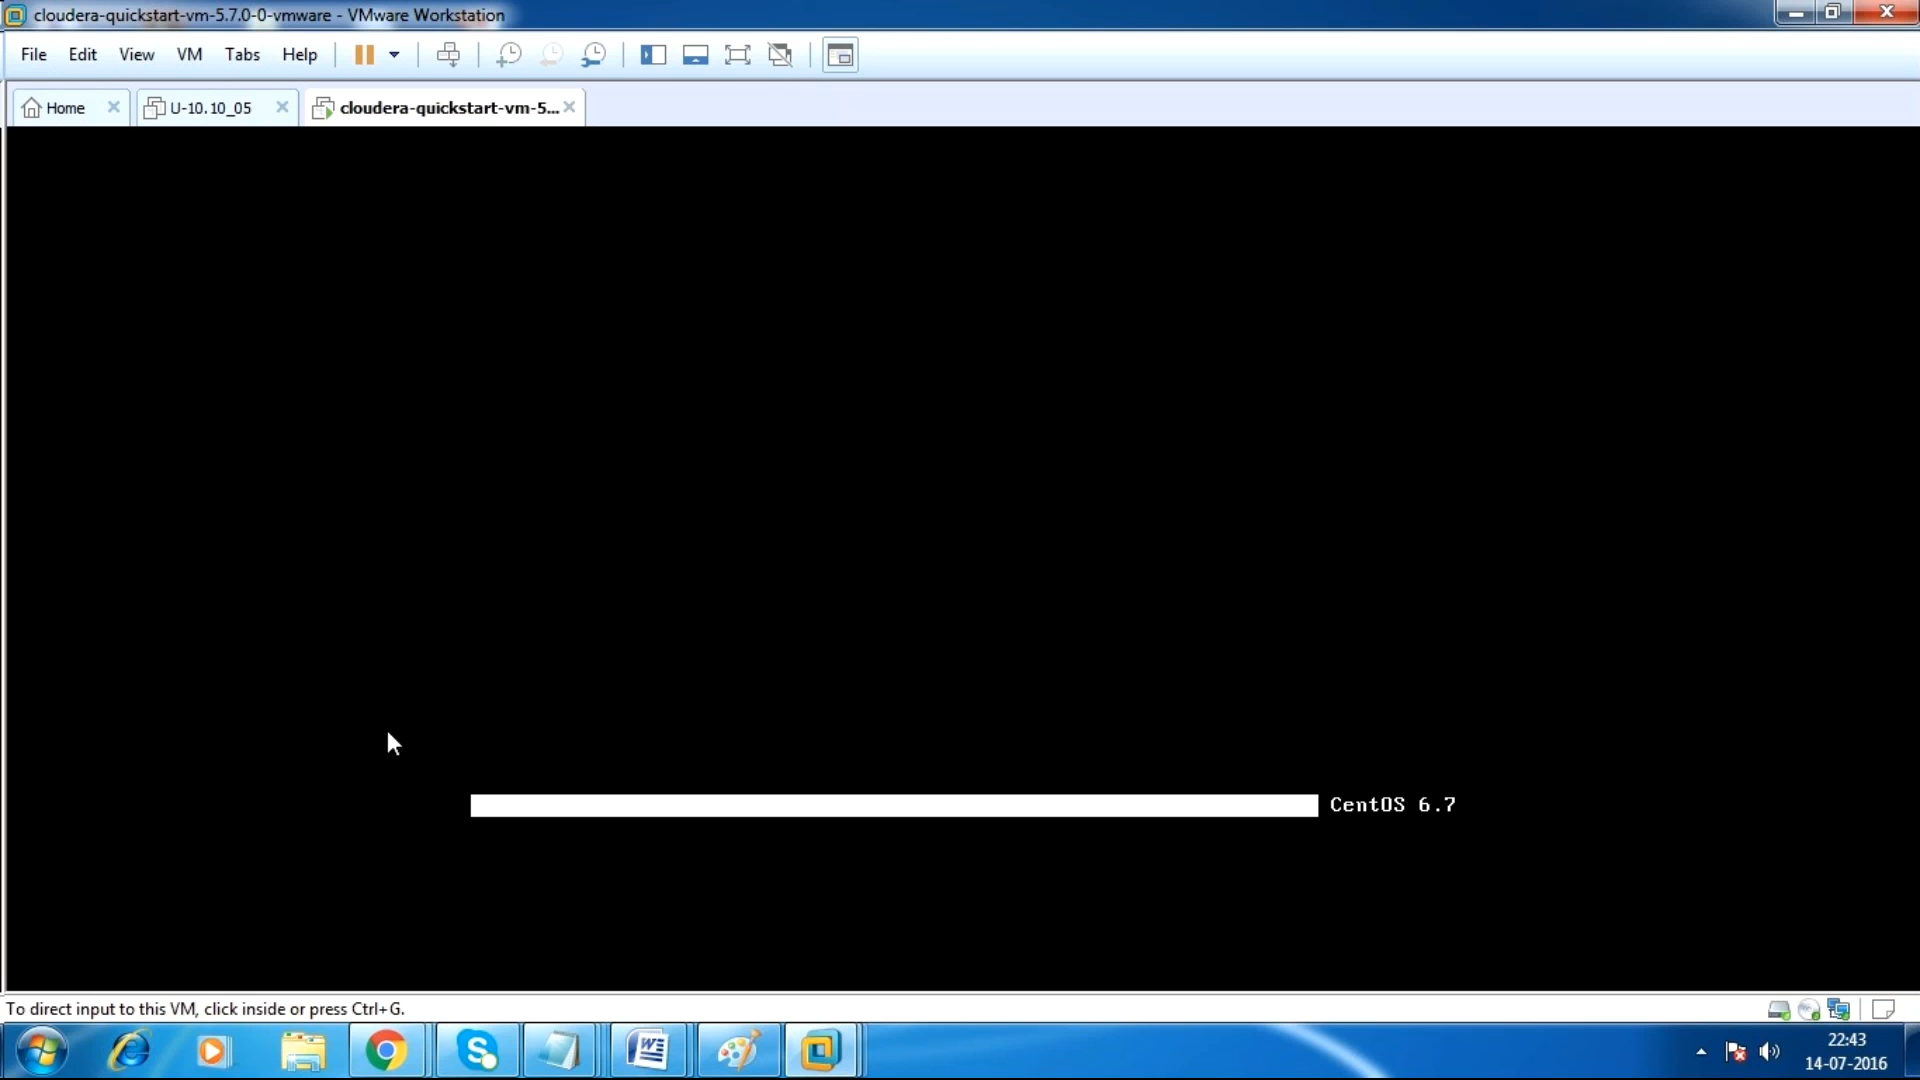 cloudera-quickstart-vm-5.7.0-0-vmware - VMware Workstation
File Edit View VM Tabs Help
Home U-10.10_05 cloudera-quickstart-vm-5...
CentOS 6.7
To direct input to this VM, click inside or press Ctrl+G.
22:43
14-07-2016